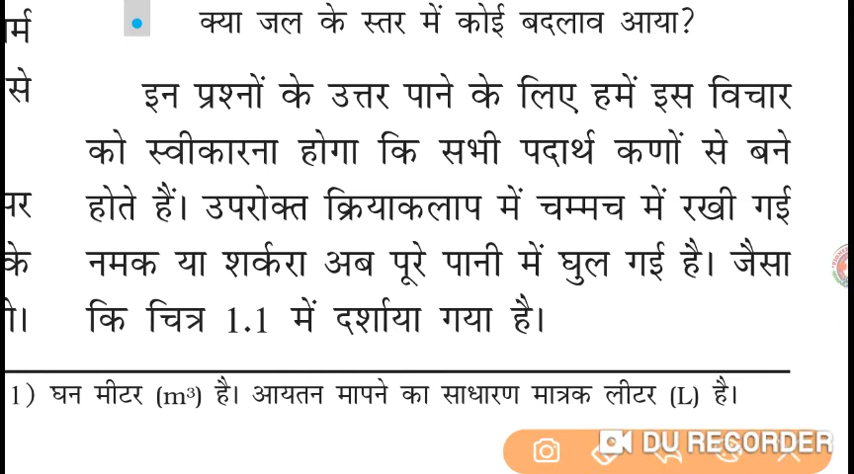 र्म
से
पर
के
ो।
• क्या जल के स्तर में कोई बदलाव आया?
इन प्रश्नों के उत्तर पाने के लिए हमें इस विचार
को स्वीकारना होगा कि सभी पदार्थ कणों से बने
होते हैं। उपरोक्त क्रियाकलाप में चम्मच में रखी गई
नमक या शर्करा अब पूरे पानी में घुल गई है। जैसा
कि चित्र 1.1 में दर्शाया गया है।
1) घन मीटर (m³) है। आयतन मापने का साधारण मात्रक लीटर (L) है।
DU RECORDER